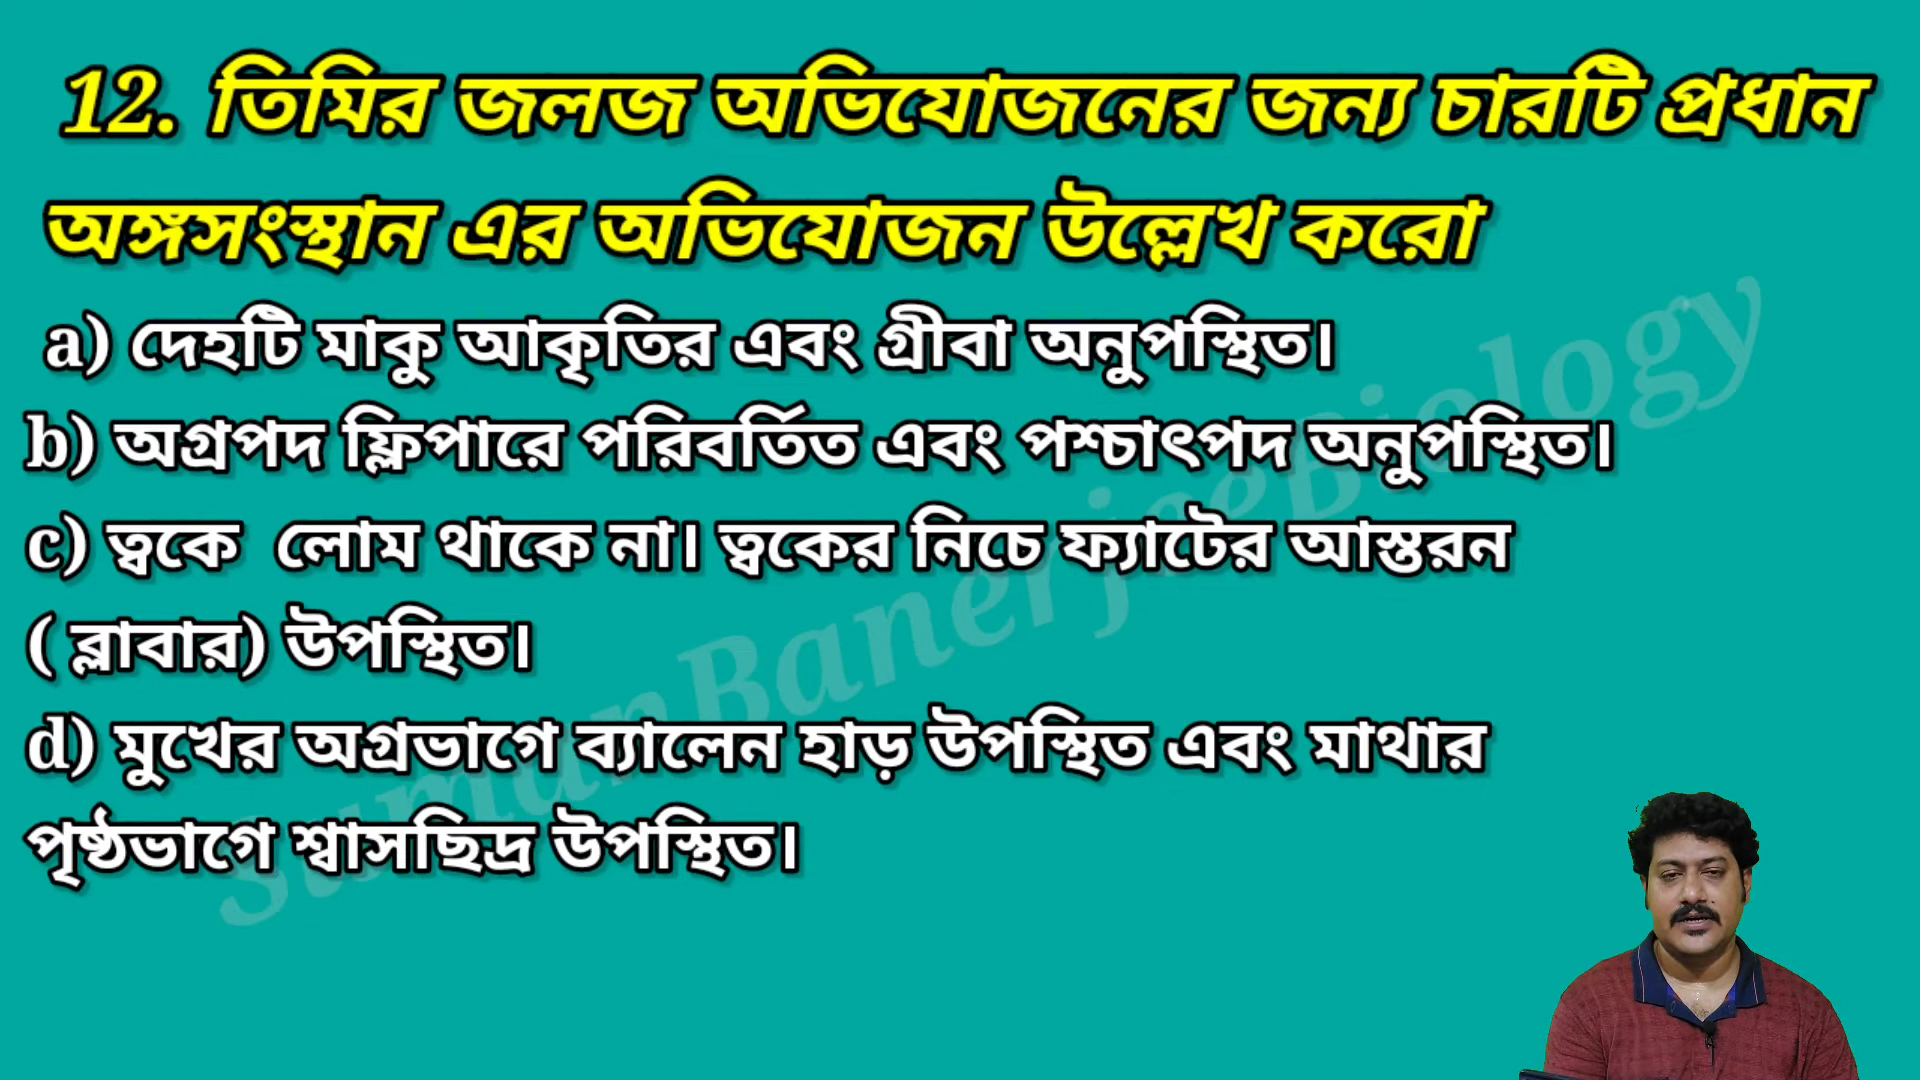 12. তিমির জলজ অভিযোজনের জন্য চারটি প্রধান
অঙ্গসংস্থান এর অভিযোজন উল্লেখ করো
a) দেহটি মাকু আকৃতির এবং গ্রীবা অনুপস্থিত।
b) অগ্রপদ ফ্লিপারে পরিবর্তিত এবং পশ্চাৎপদ অনুপস্থিত।
c) ত্বকে লোম থাকে না। ত্বকের নিচে ফ্যাটের আস্তরন
( ব্লাবার) উপস্থিত।
d) মুখের অগ্রভাগে ব্যালেন হাড় উপস্থিত এবং মাথার
পৃষ্ঠভাগে শ্বাসছিদ্র উপস্থিত।
SumanBanerjeeBiology